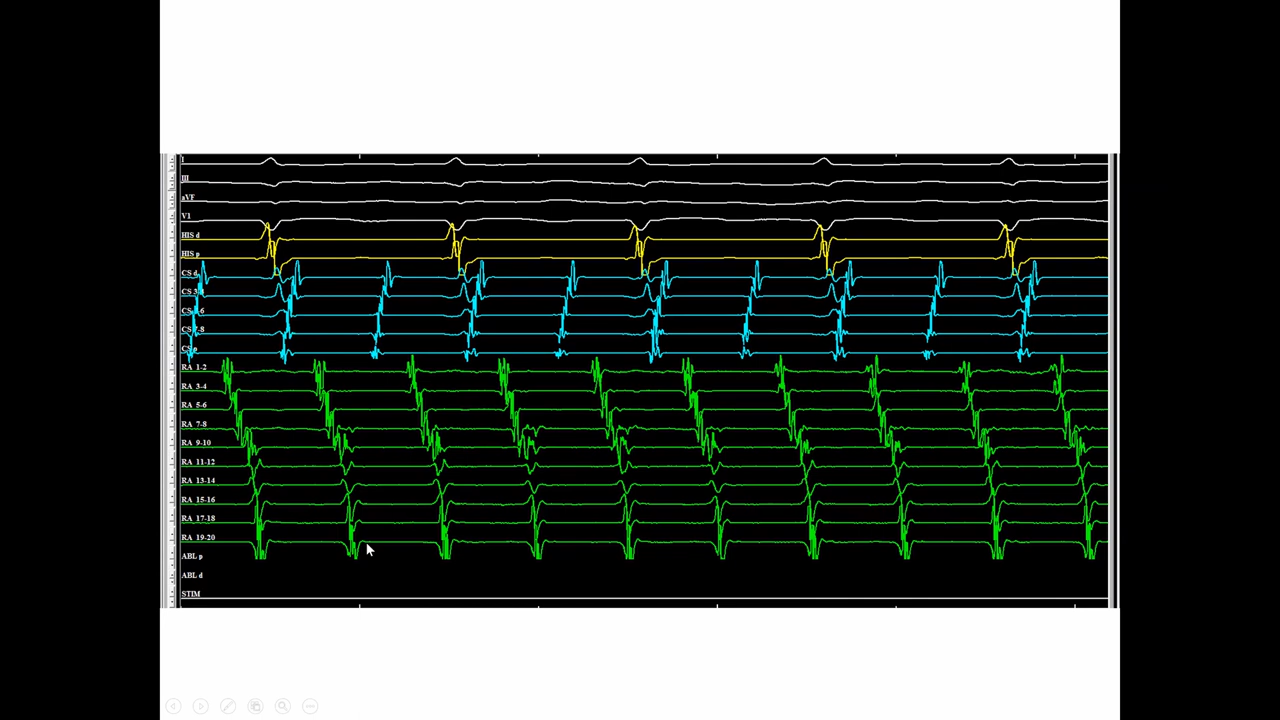 I
III
aVF
V1
HIS d
HIS p
CS d
CS p
RA 1-2
RA 3-4
RA 5-6
RA 7-8
RA 9-10
RA 11-12
RA 13-14
RA 15-16
RA 17-18
RA 19-20
ABL p
ABL d
STIM